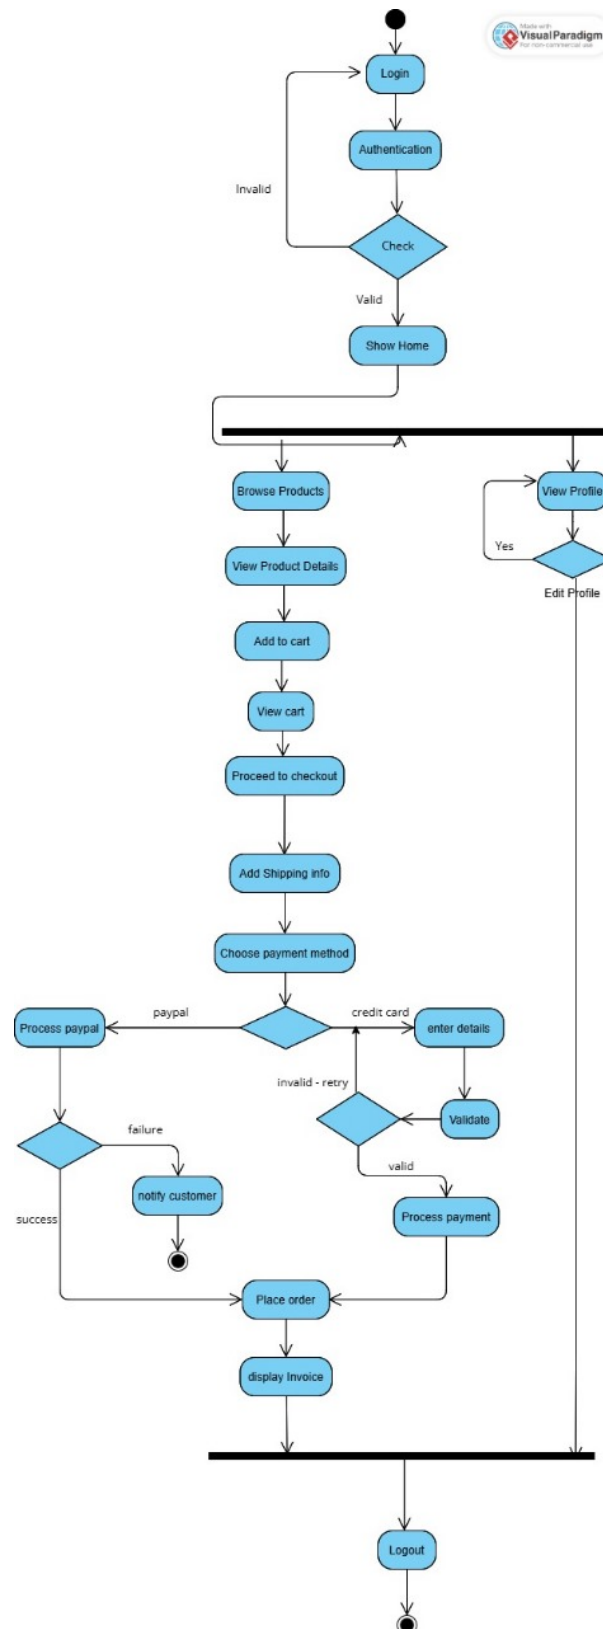 Made with
VisualParadigm
For non-commercial use
Login
Authentication
Invalid
Check
Valid
Show Home
Browse Products
View Profile
Yes
View Product Details
Edit Profile
Add to cart
View cart
Proceed to checkout
Add Shipping info
Choose payment method
paypal
credit card
Process paypal
enter details
invalid - retry
Validate
failure
valid
notify customer
success
Process payment
Place order
display Invoice
Logout